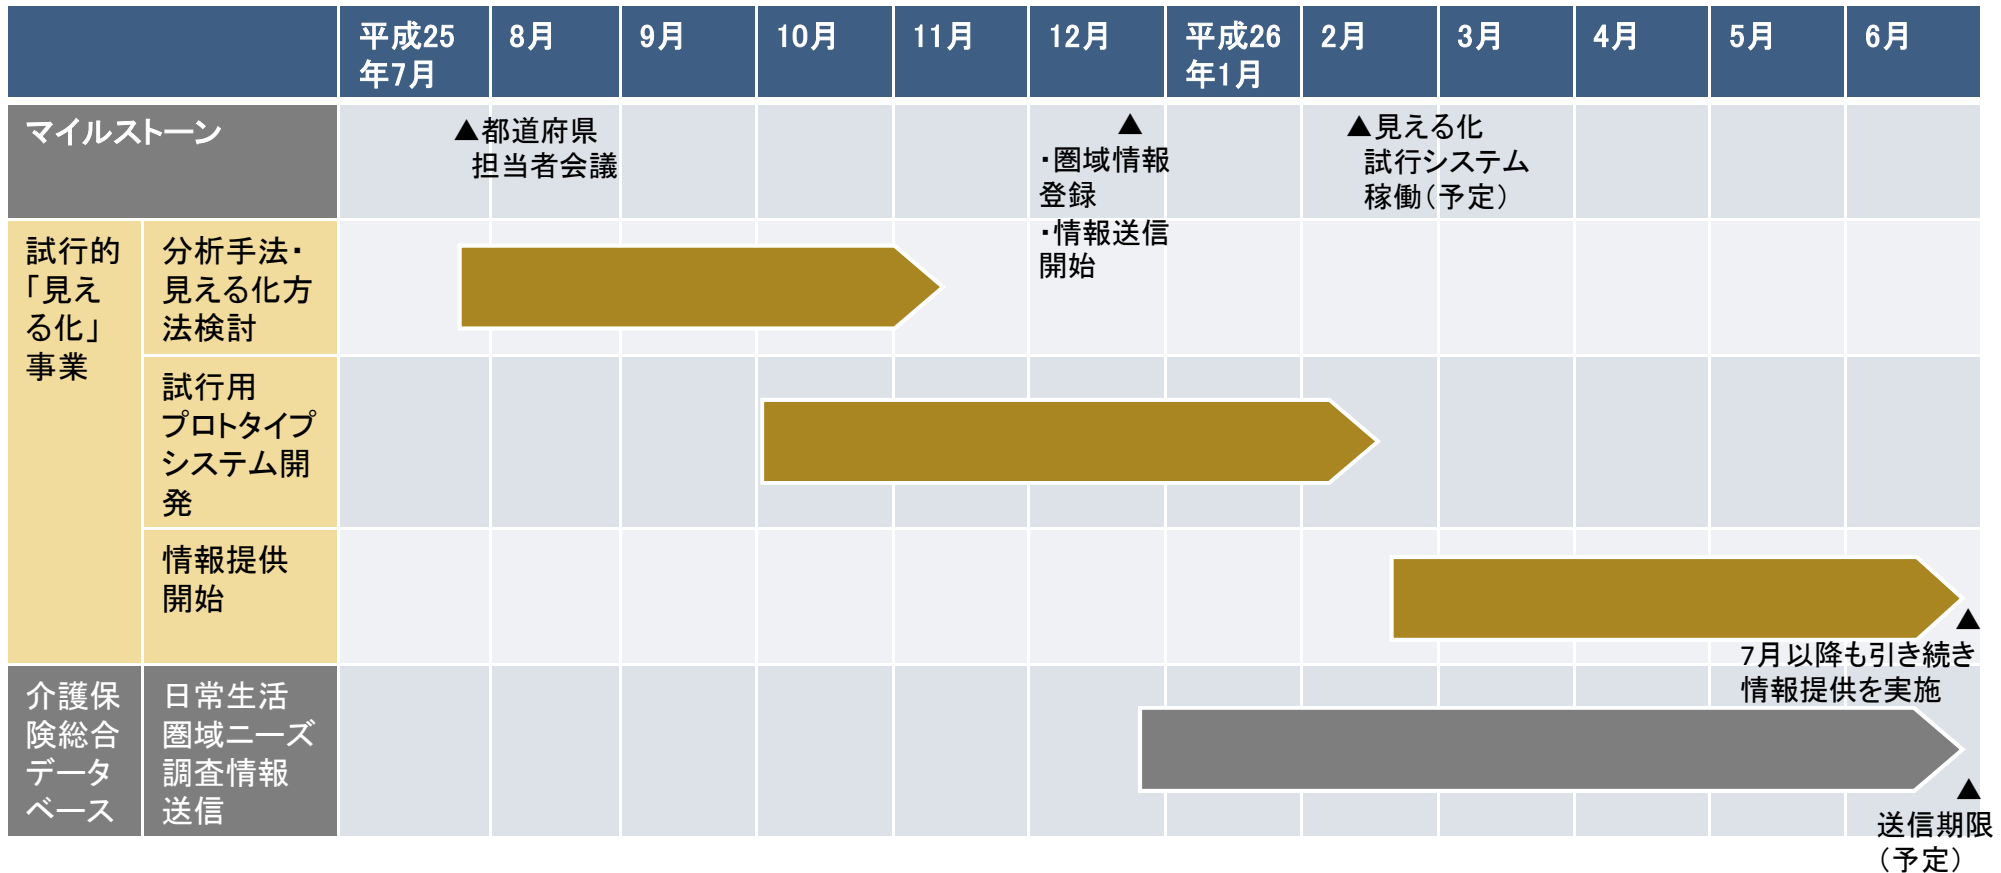 平成25
年7月
8月
9月
10月
11月
12月
平成26
年1月
2月
3月
4月
5月
6月
マイルストーン
▲都道府県
担当者会議
▲
・圏域情報
登録
・情報送信
開始
▲見える化
試行システム
稼働(予定)
試行的
「見え
る化」
事業
分析手法・
見える化方
法検討
試行用
プロトタイプ
システム開
発
情報提供
開始
▲
7月以降も引き続き
情報提供を実施
介護保
険総合
データ
ベース
日常生活
圏域ニーズ
調査情報
送信
▲
送信期限
(予定)